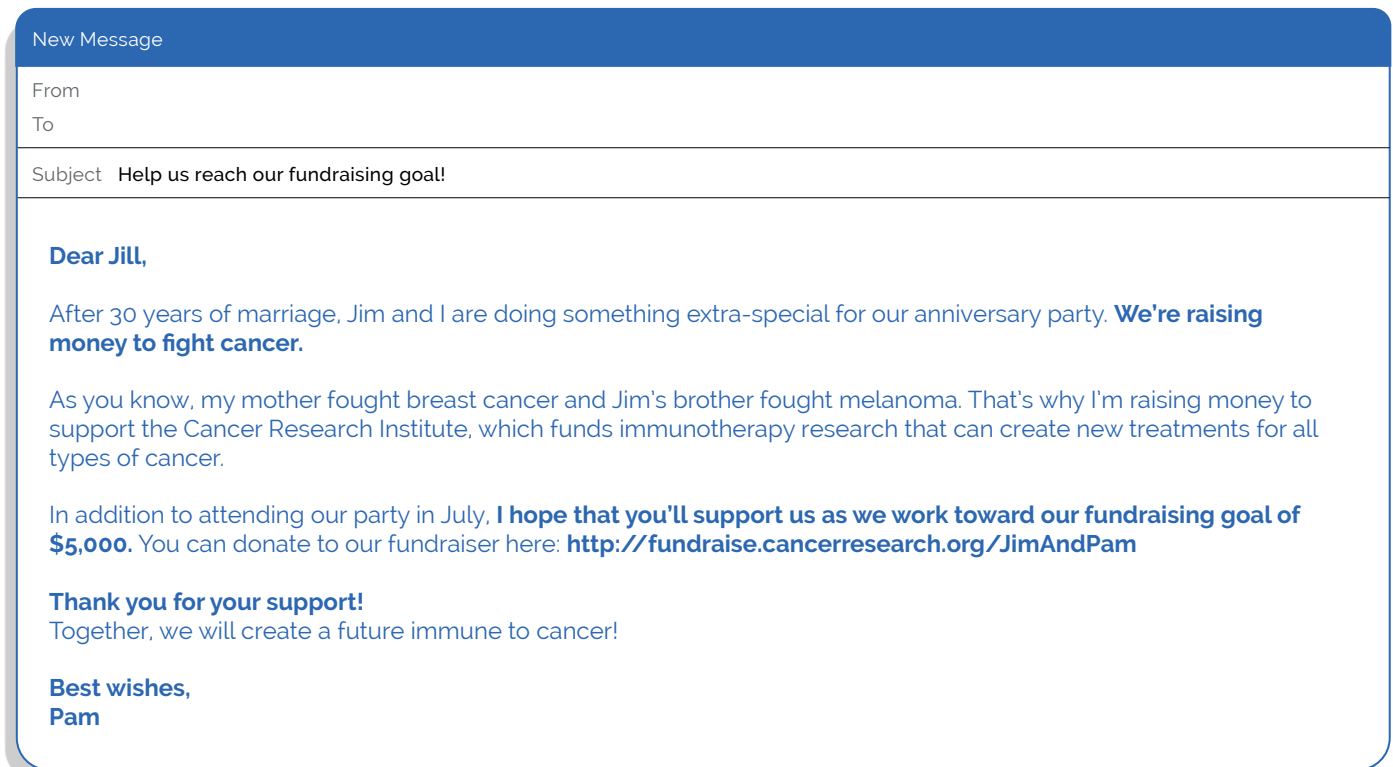 New Message
From
To
Subject Help us reach our fundraising goal!
Dear Jill,
After 30 years of marriage, Jim and I are doing something extra-special for our anniversary party. We're raising
money to fight cancer.
As you know, my mother fought breast cancer and Jim's brother fought melanoma. That's why I'm raising money to
support the Cancer Research Institute, which funds immunotherapy research that can create new treatments for all
types of cancer.
In addition to attending our party in July, I hope that you'll support us as we work toward our fundraising goal of
$5,000. You can donate to our fundraiser here: http://fundraise.cancerresearch.org/JimAndPam
Thank you for your support!
Together, we will create a future immune to cancer!
Best wishes,
Pam